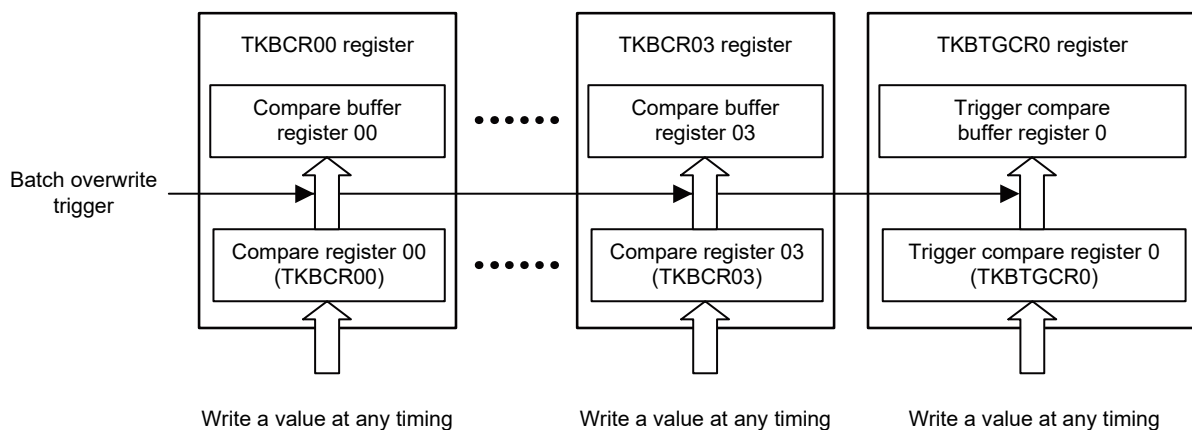 TKBCR00 register
TKBCR03 register
TKBTGCR0 register
Compare buffer
register 00
Compare buffer
register 03
Trigger compare
buffer register 0
Batch overwrite
trigger
Compare register 00
(TKBCR00)
Compare register 03
(TKBCR03)
Trigger compare register 0
(TKBTGCR0)
Write a value at any timing
Write a value at any timing
Write a value at any timing